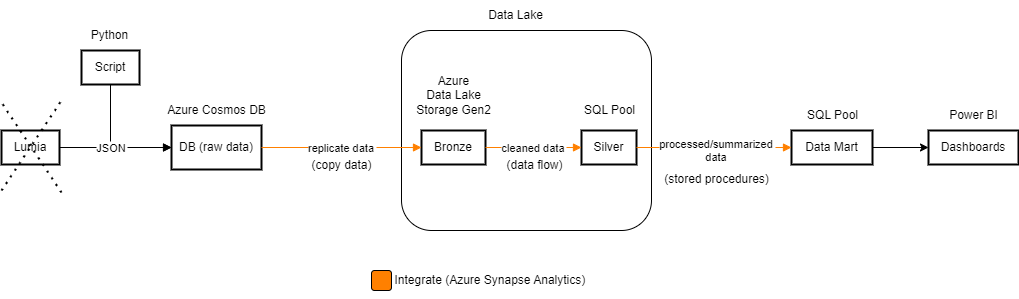 Data Lake
Python
Script
Azure
Data Lake
Storage Gen2
Azure Cosmos DB
SQL Pool
SQL Pool
Power BI
Lumia
JSON
DB (raw data)
replicate data
(copy data)
Bronze
cleaned data
(data flow)
Silver
processed/summarized
data
(stored procedures)
Data Mart
Dashboards
Integrate (Azure Synapse Analytics)